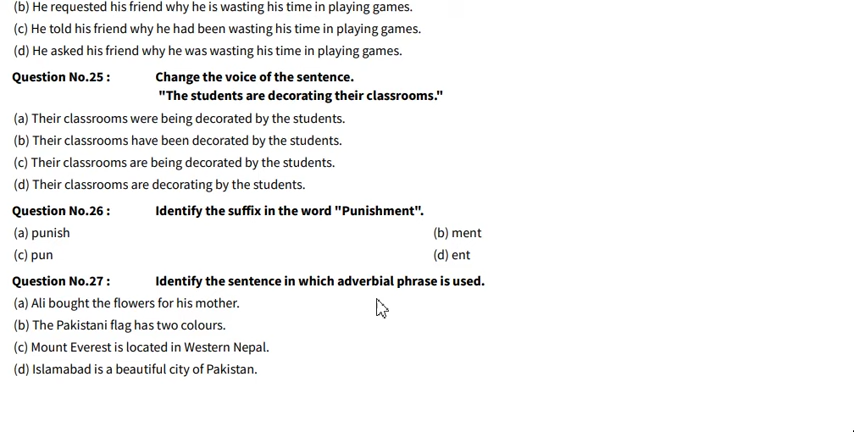 (b) He requested his friend why he is wasting his time in playing games.
(c) He told his friend why he had been wasting his time in playing games.
(d) He asked his friend why he was wasting his time in playing games.
Question No.25 : Change the voice of the sentence.
"The students are decorating their classrooms."
(a) Their classrooms were being decorated by the students.
(b) Their classrooms have been decorated by the students.
(c) Their classrooms are being decorated by the students.
(d) Their classrooms are decorating by the students.
Question No.26 : Identify the suffix in the word "Punishment".
(a) punish (b) ment
(c) pun (d) ent
Question No.27 : Identify the sentence in which adverbial phrase is used.
(a) Ali bought the flowers for his mother.
(b) The Pakistani flag has two colours.
(c) Mount Everest is located in Western Nepal.
(d) Islamabad is a beautiful city of Pakistan.